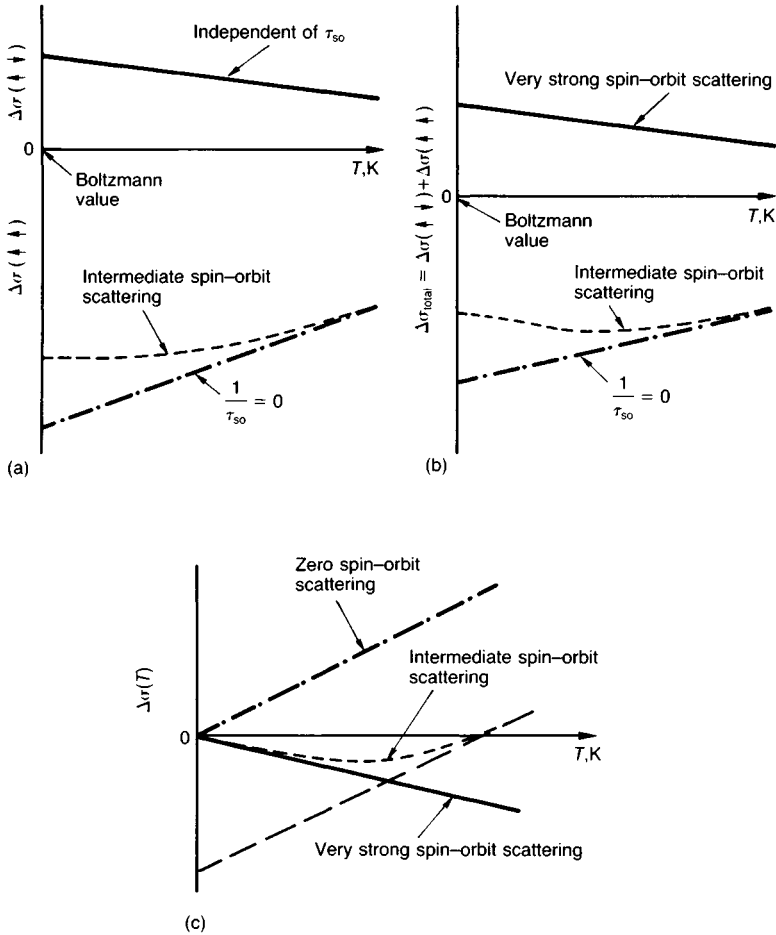 (a)
Δσ(↑↓)
Independent of τso
0
T,K
Boltzmann
value
Δσ(↑↑)
Intermediate spin–orbit
scattering
1/τso = 0
(b)
Δσtotal = Δσ(↑↓) + Δσ(↑↑)
Very strong spin–orbit scattering
0
T,K
Boltzmann
value
Intermediate spin–orbit
scattering
1/τso = 0
Zero spin–orbit
scattering
Δσ(T)
Intermediate spin–orbit
scattering
0
T,K
Very strong spin–orbit scattering
(c)